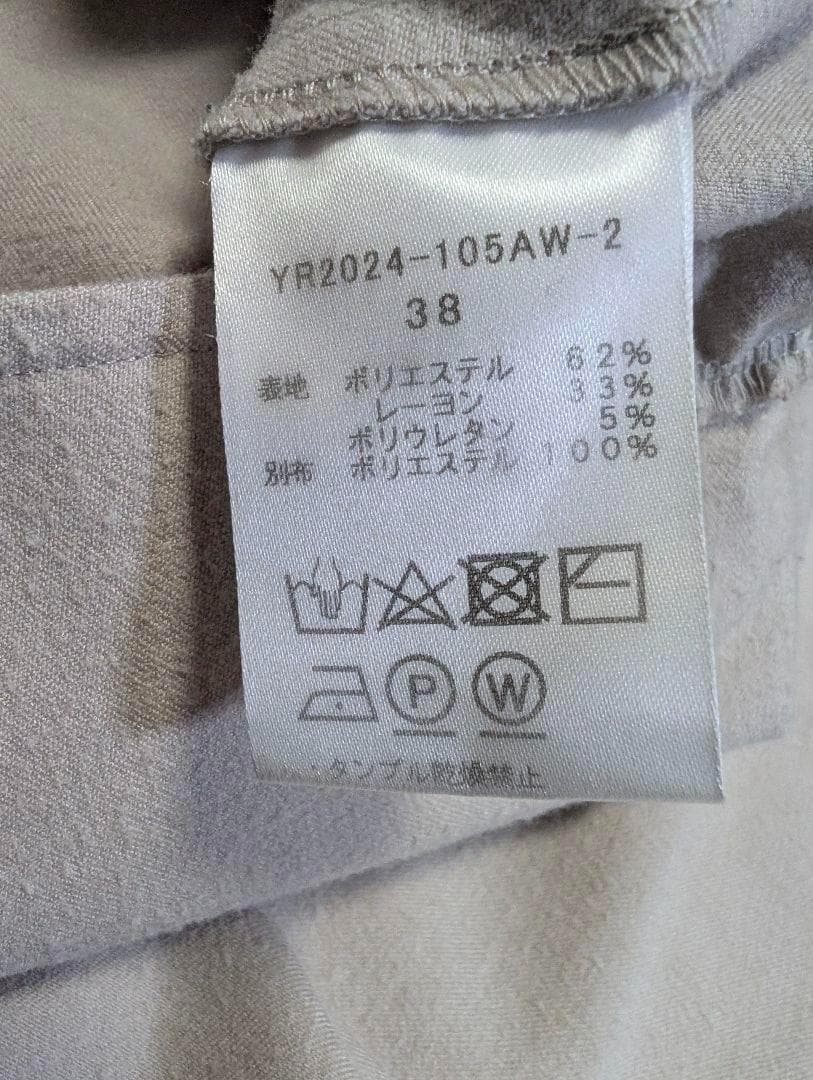 YR2024-105AW-2
38
表地 ポリエステル 62%
レーヨン 33%
ポリウレタン 5%
別布 ポリエステル 100%
P W
・タンブル乾燥禁止